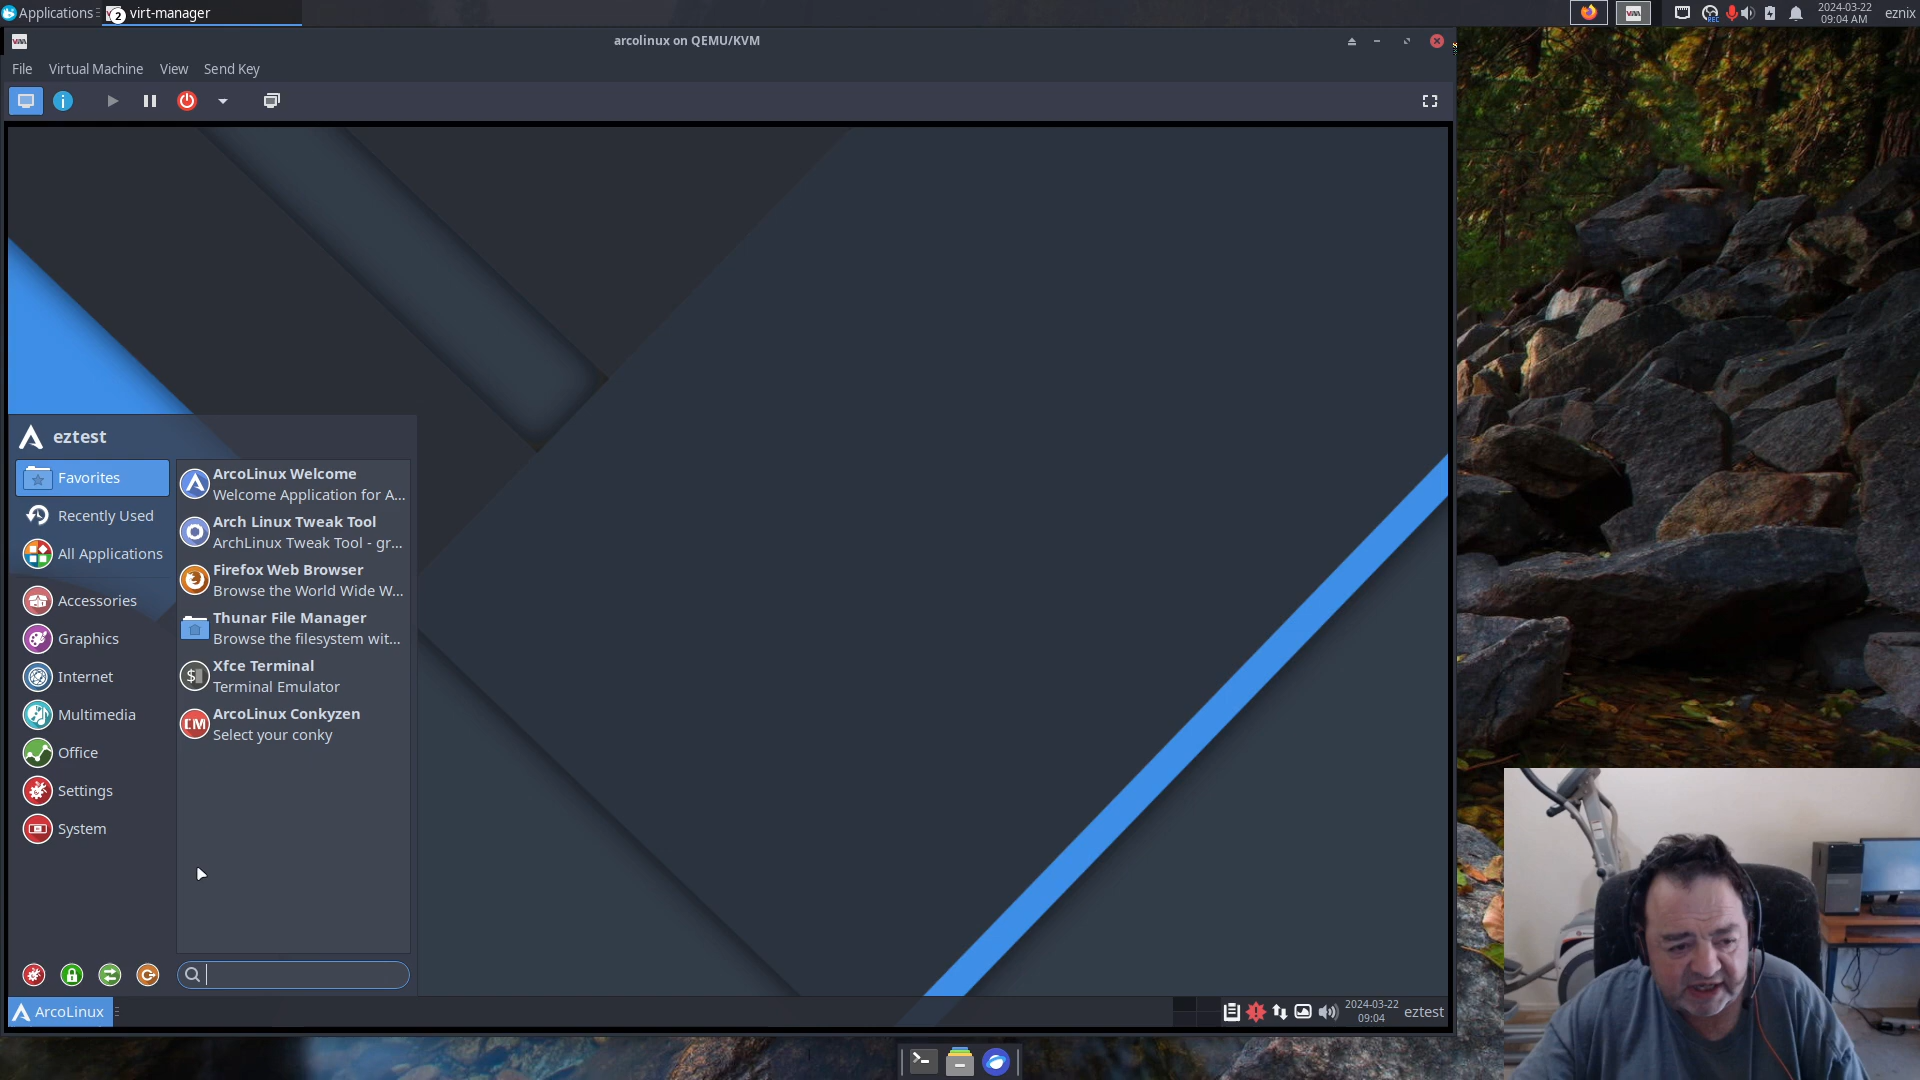 Applications
2
virt-manager
REC
2024-03-22
09:04 AM
eznix
arcolinux on QEMU/KVM
File
Virtual Machine
View
Send Key
eztest
Favorites
Recently Used
All Applications
Accessories
Graphics
Internet
Multimedia
Office
Settings
System
ArcoLinux Welcome
Welcome Application for A...
Arch Linux Tweak Tool
ArchLinux Tweak Tool - gr...
Firefox Web Browser
Browse the World Wide W...
Thunar File Manager
Browse the filesystem wit...
Xfce Terminal
Terminal Emulator
ArcoLinux Conkyzen
Select your conky
ArcoLinux
2024-03-22
09:04
eztest